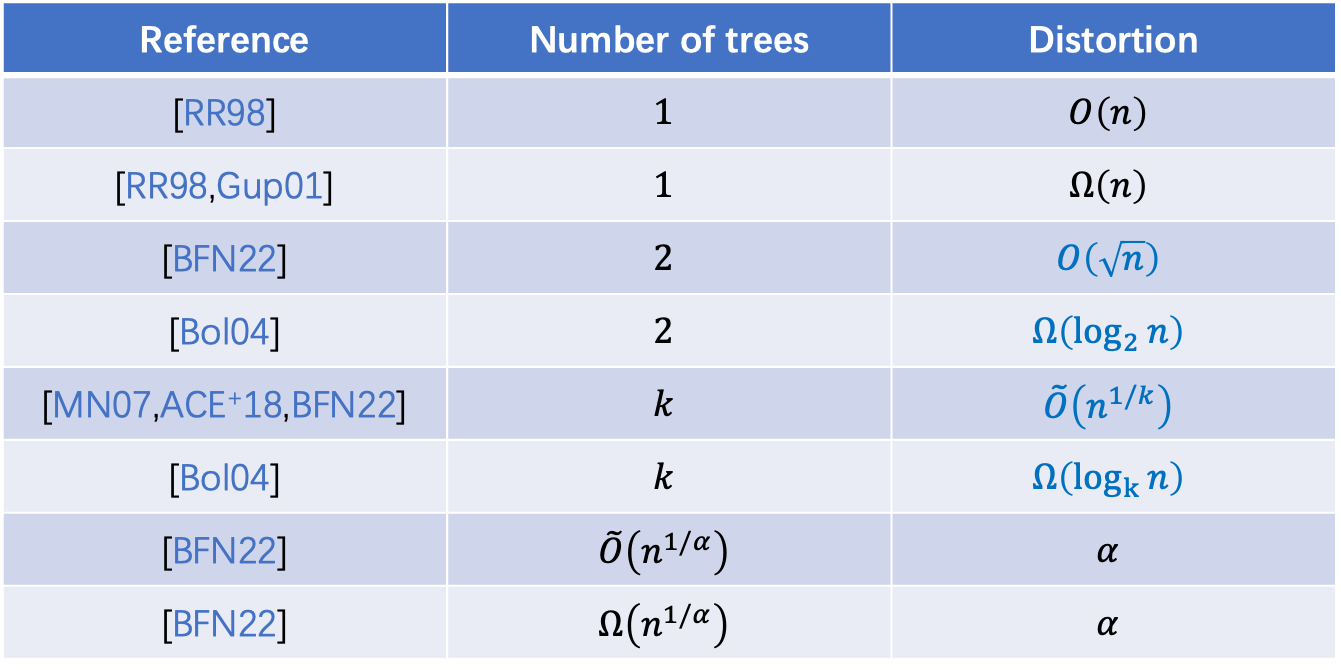 Reference Number of trees Distortion
[RR98] 1 O(n)
[RR98,Gup01] 1 Ω(n)
[BFN22] 2 O(√n)
[Bol04] 2 Ω(log₂ n)
[MN07,ACE⁺18,BFN22] k Õ(n^{1/k})
[Bol04] k Ω(logₖ n)
[BFN22] Õ(n^{1/α}) α
[BFN22] Ω(n^{1/α}) α